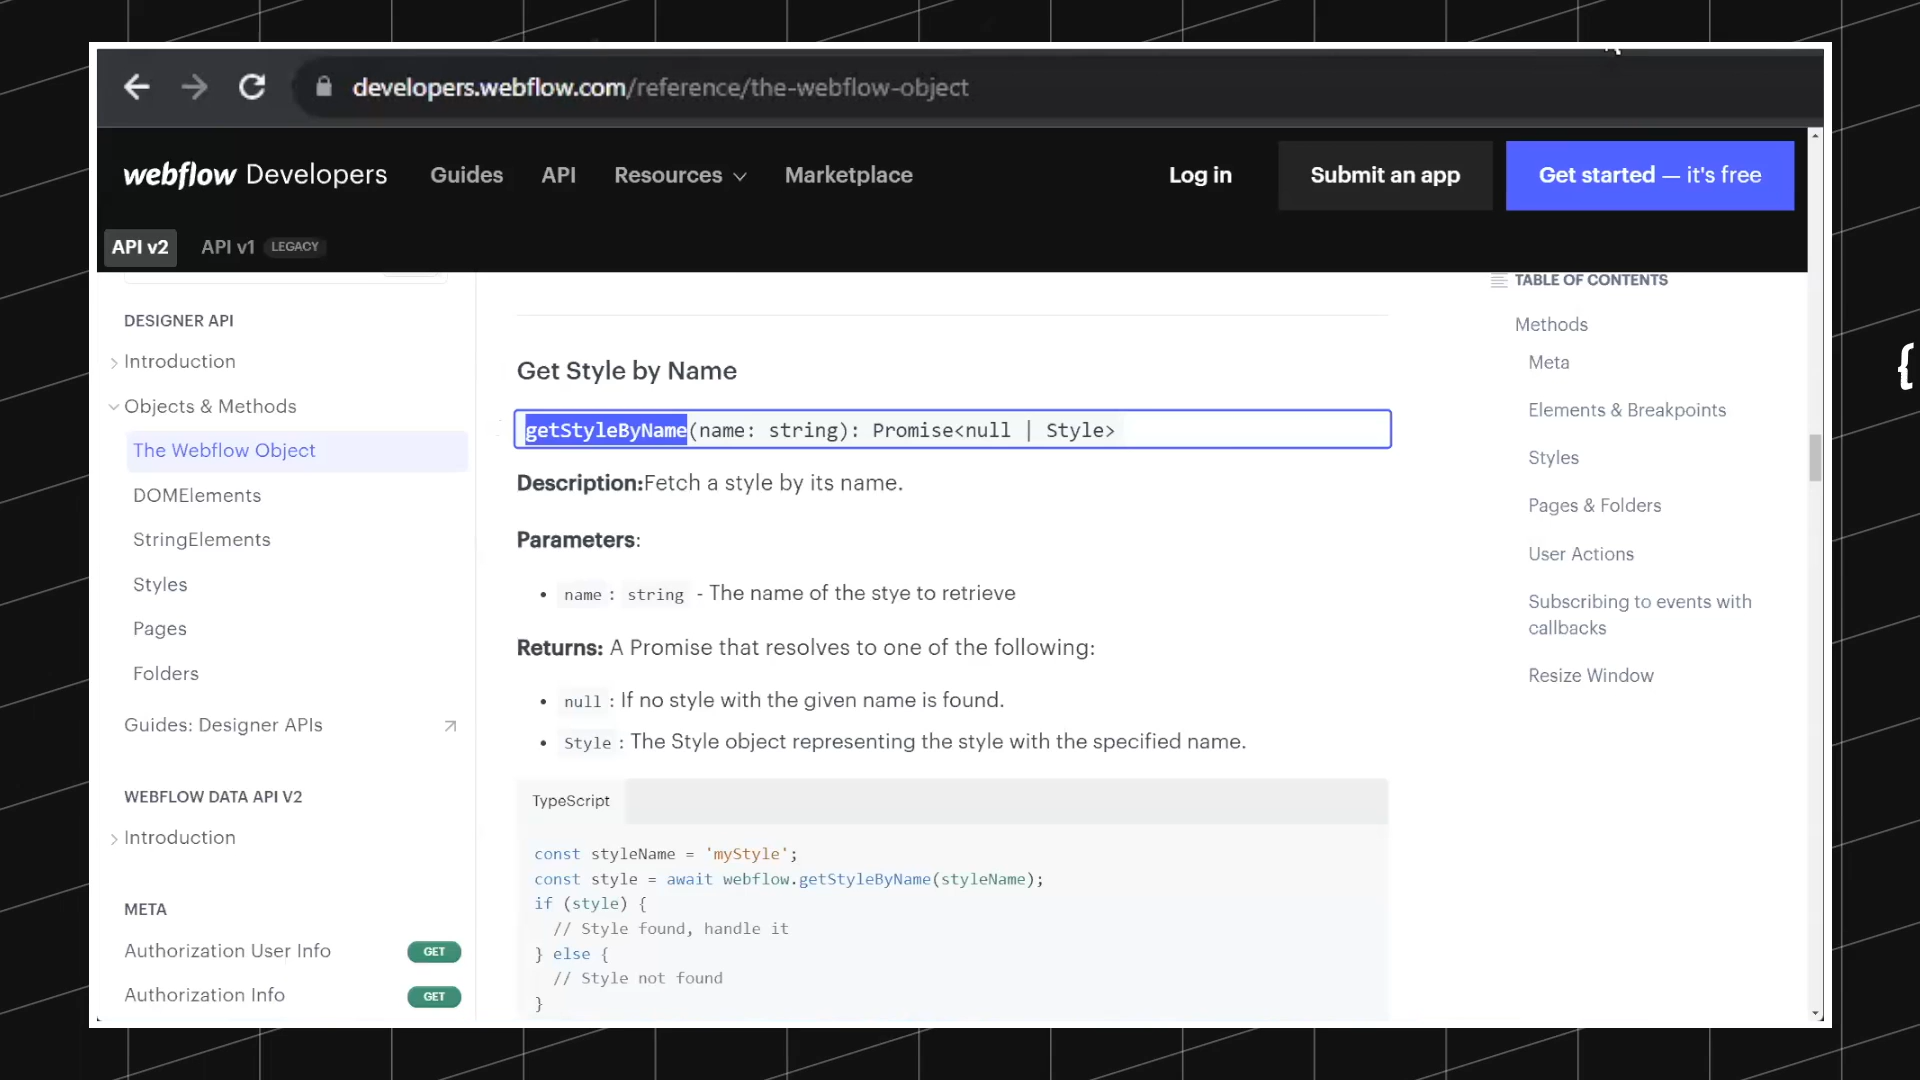 developers.webflow.com/reference/the-webflow-object
webflow Developers
Guides
API
Resources
Marketplace
Log in
Submit an app
Get started — it's free
API v2
API v1 LEGACY
DESIGNER API
Introduction
Objects & Methods
The Webflow Object
DOMElements
StringElements
Styles
Pages
Folders
Guides: Designer APIs
WEBFLOW DATA API V2
Introduction
META
Authorization User Info GET
Authorization Info GET
Get Style by Name
getStyleByName(name: string): Promise<null | Style>
Description:Fetch a style by its name.
Parameters:
• name : string - The name of the stye to retrieve
Returns: A Promise that resolves to one of the following:
• null : If no style with the given name is found.
• Style : The Style object representing the style with the specified name.
TypeScript
const styleName = 'myStyle';
const style = await webflow.getStyleByName(styleName);
if (style) {
// Style found, handle it
} else {
// Style not found
}
TABLE OF CONTENTS
Methods
Meta
Elements & Breakpoints
Styles
Pages & Folders
User Actions
Subscribing to events with
callbacks
Resize Window
{